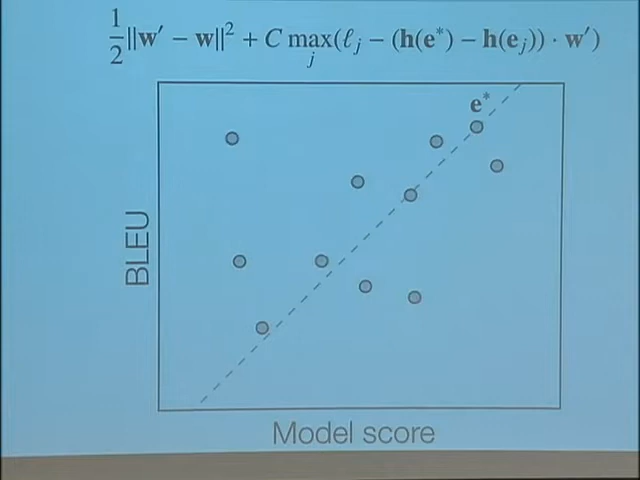 1/2 ||w′ − w||² + C max_j (ℓ_j − (h(e*) − h(e_j)) · w′)
e*
BLEU
Model score